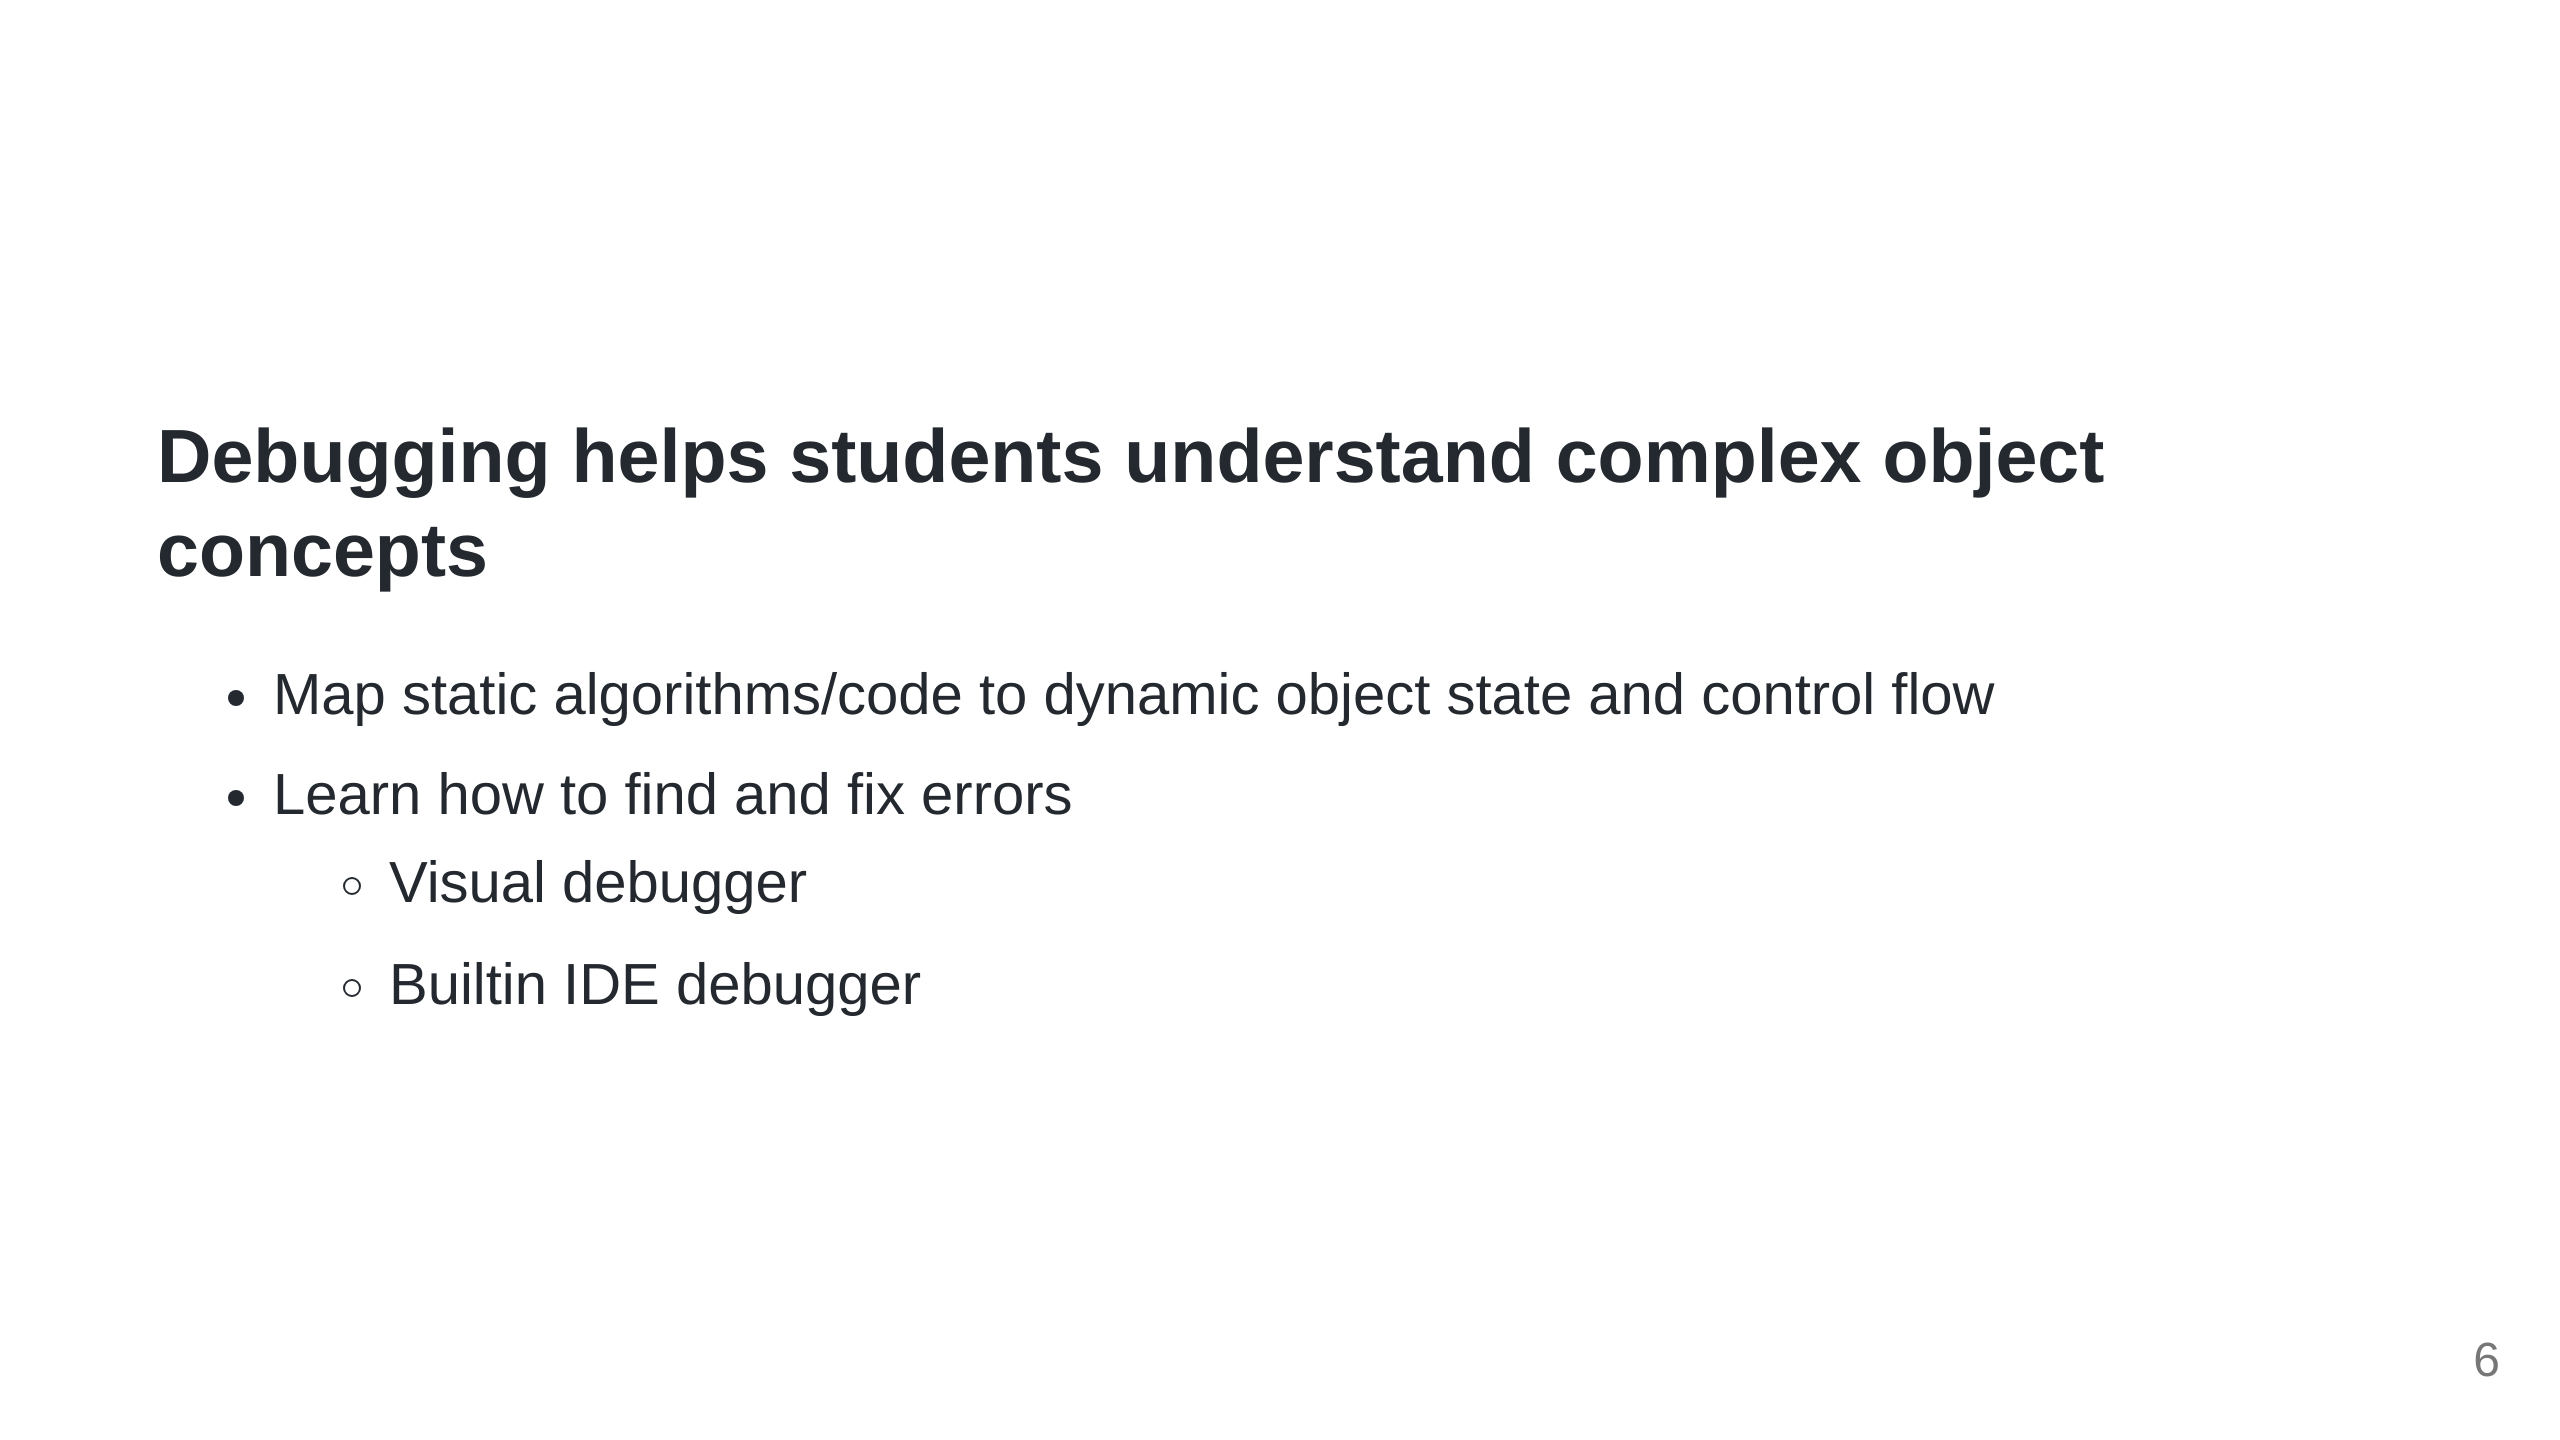 Debugging helps students understand complex object
concepts
Map static algorithms/code to dynamic object state and control flow
Learn how to find and fix errors
Visual debugger
Builtin IDE debugger
6